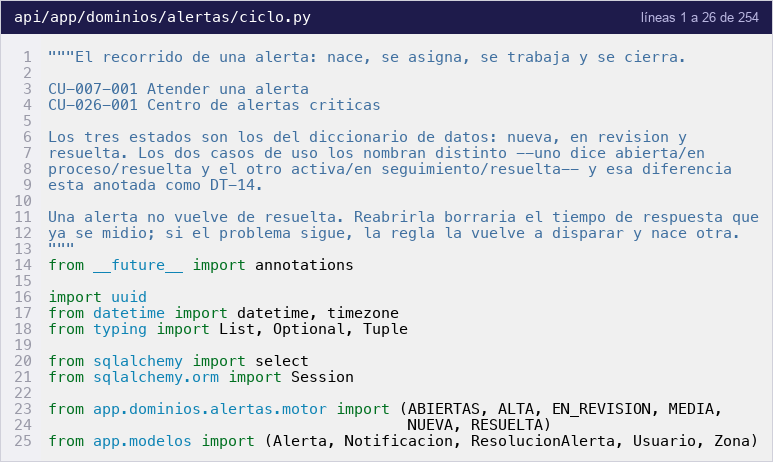 api/app/dominios/alertas/ciclo.py
líneas 1 a 26 de 254
1 """El recorrido de una alerta: nace, se asigna, se trabaja y se cierra.
2
3 CU-007-001 Atender una alerta
4 CU-026-001 Centro de alertas criticas
5
6 Los tres estados son los del diccionario de datos: nueva, en revision y
7 resuelta. Los dos casos de uso los nombran distinto --uno dice abierta/en
8 proceso/resuelta y el otro activa/en seguimiento/resuelta-- y esa diferencia
9 esta anotada como DT-14.
10
11 Una alerta no vuelve de resuelta. Reabrirla borraria el tiempo de respuesta que
12 ya se midio; si el problema sigue, la regla la vuelve a disparar y nace otra.
13 """
14 from __future__ import annotations
15
16 import uuid
17 from datetime import datetime, timezone
18 from typing import List, Optional, Tuple
19
20 from sqlalchemy import select
21 from sqlalchemy.orm import Session
22
23 from app.dominios.alertas.motor import (ABIERTAS, ALTA, EN_REVISION, MEDIA,
24                                         NUEVA, RESUELTA)
25 from app.modelos import (Alerta, Notificacion, ResolucionAlerta, Usuario, Zona)